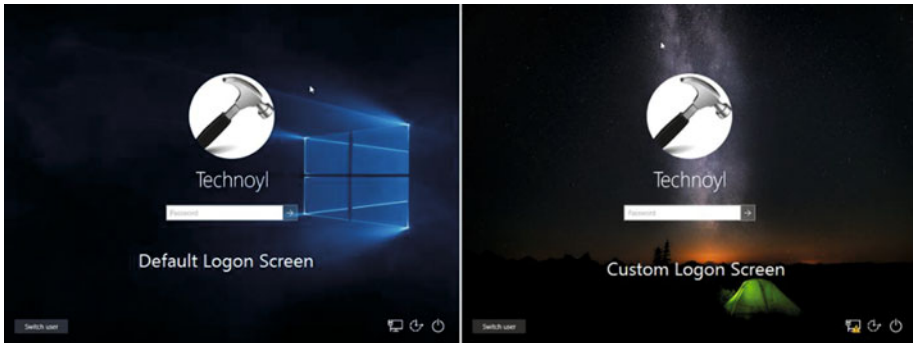 Technoyl
Password
Default Logon Screen
Switch user
Technoyl
Password
Custom Logon Screen
Switch user